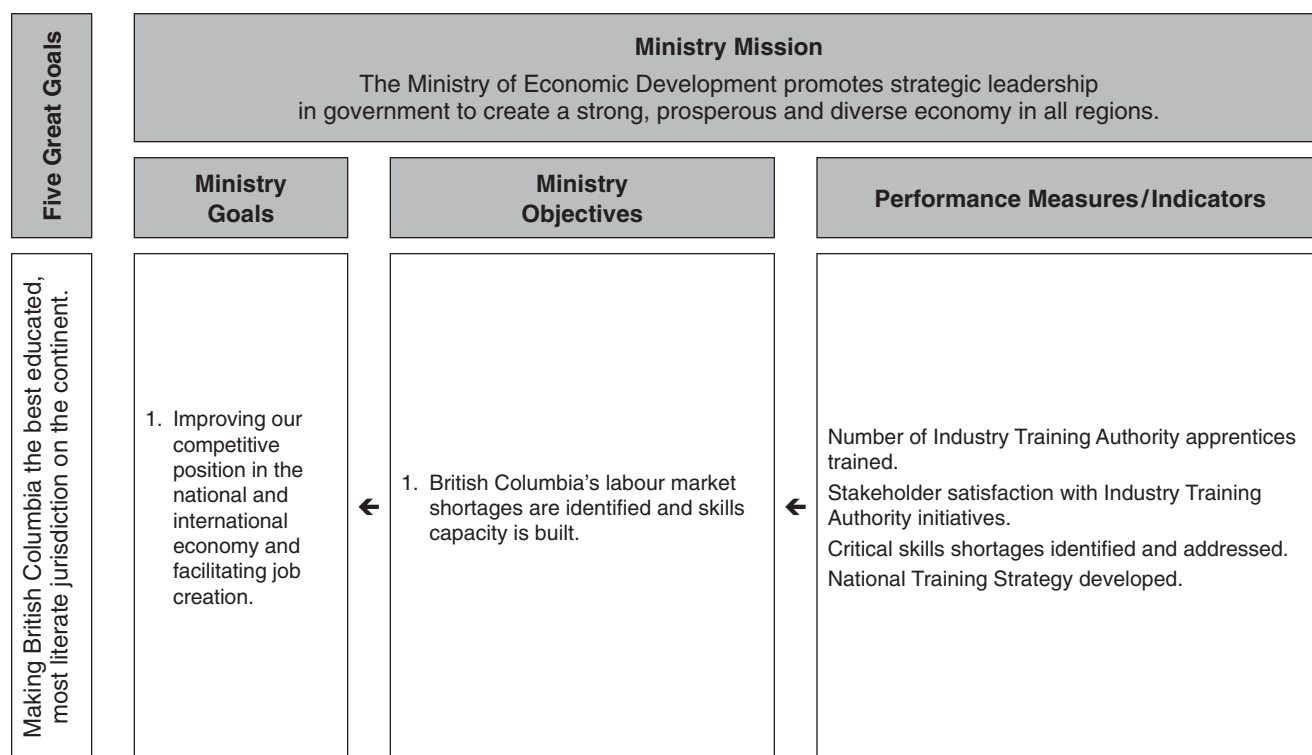 Five Great Goals
Ministry Mission
The Ministry of Economic Development promotes strategic leadership
in government to create a strong, prosperous and diverse economy in all regions.
Ministry
Goals
Ministry
Objectives
Performance Measures/Indicators
Making British Columbia the best educated,
most literate jurisdiction on the continent.
1. Improving our
competitive
position in the
national and
international
economy and
facilitating job
creation.
1. British Columbia's labour market
shortages are identified and skills
capacity is built.
Number of Industry Training Authority apprentices
trained.
Stakeholder satisfaction with Industry Training
Authority initiatives.
Critical skills shortages identified and addressed.
National Training Strategy developed.